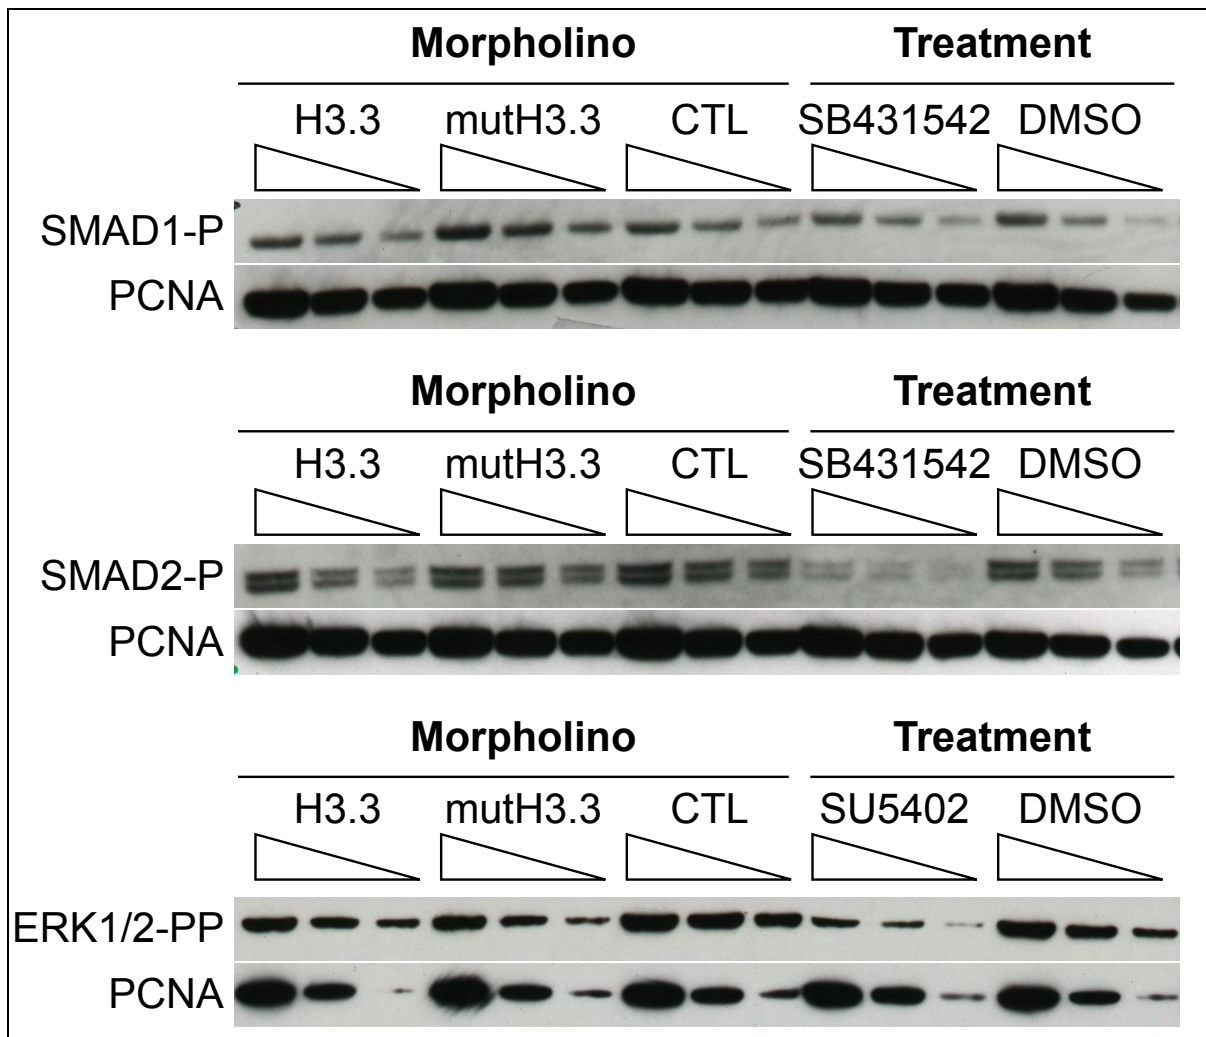 Morpholino Treatment
H3.3 mutH3.3 CTL SB431542 DMSO
SMAD1-P
PCNA
Morpholino Treatment
H3.3 mutH3.3 CTL SB431542 DMSO
SMAD2-P
PCNA
Morpholino Treatment
H3.3 mutH3.3 CTL SU5402 DMSO
ERK1/2-PP
PCNA